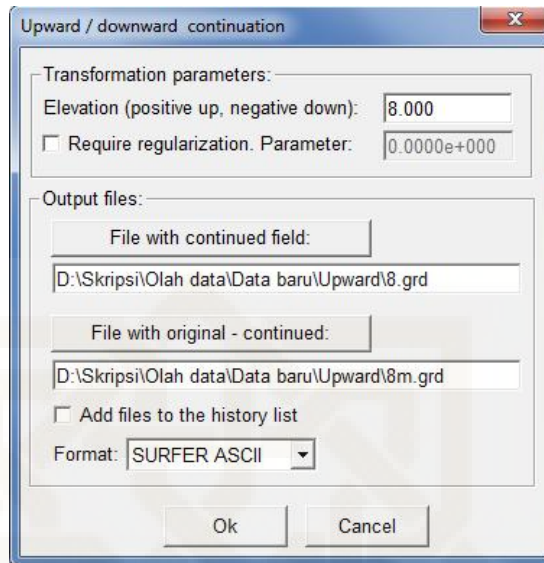 Upward / downward continuation
Transformation parameters:
Elevation (positive up, negative down): 8.000
Require regularization. Parameter: 0.0000e+000
Output files:
File with continued field:
D:\Skripsi\Olah data\Data baru\Upward\8.grd
File with original - continued:
D:\Skripsi\Olah data\Data baru\Upward\8m.grd
Add files to the history list
Format: SURFER ASCII
Ok Cancel